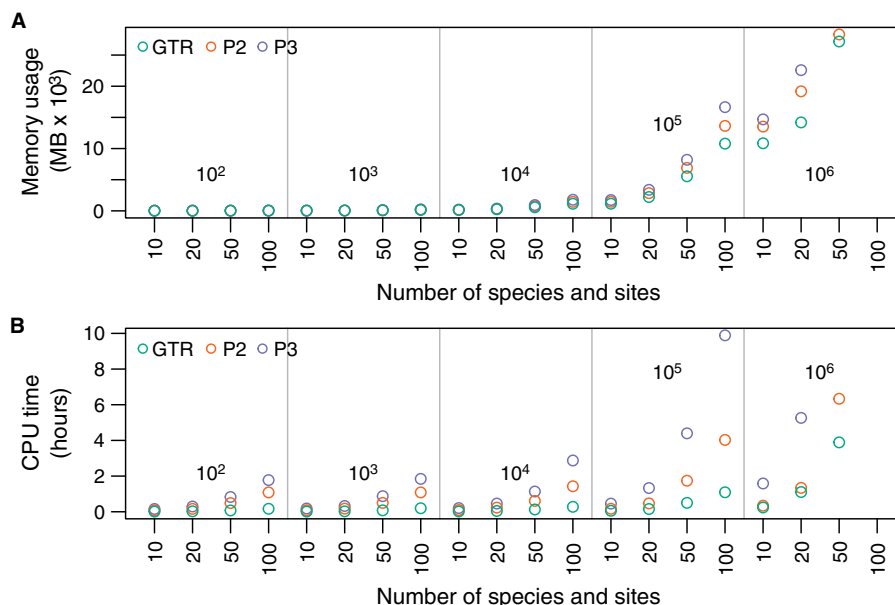 A
GTR P2 P3
Memory usage
(MB x 10³)
20
10
0
10² 10³ 10⁴ 10⁵ 10⁶
10 20 50 100 10 20 50 100 10 20 50 100 10 20 50 100 10 20 50 100
Number of species and sites
B
GTR P2 P3
CPU time
(hours)
10
8
6
4
2
0
10² 10³ 10⁴ 10⁵ 10⁶
10 20 50 100 10 20 50 100 10 20 50 100 10 20 50 100 10 20 50 100
Number of species and sites